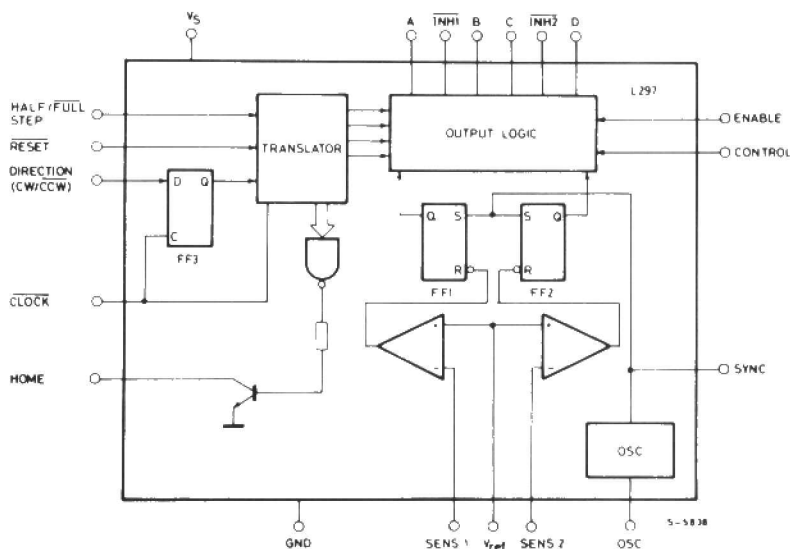 VS
A INH1 B C INH2 D
L297
HALF/FULL
STEP
RESET
DIRECTION
(CW/CCW)
CLOCK
HOME
TRANSLATOR
OUTPUT LOGIC
ENABLE
CONTROL
D Q
C
FF3
Q S
R
FF1
S Q
R
FF2
+
-
+
-
SYNC
OSC
GND
SENS 1
Vref
SENS 2
OSC
S-5838